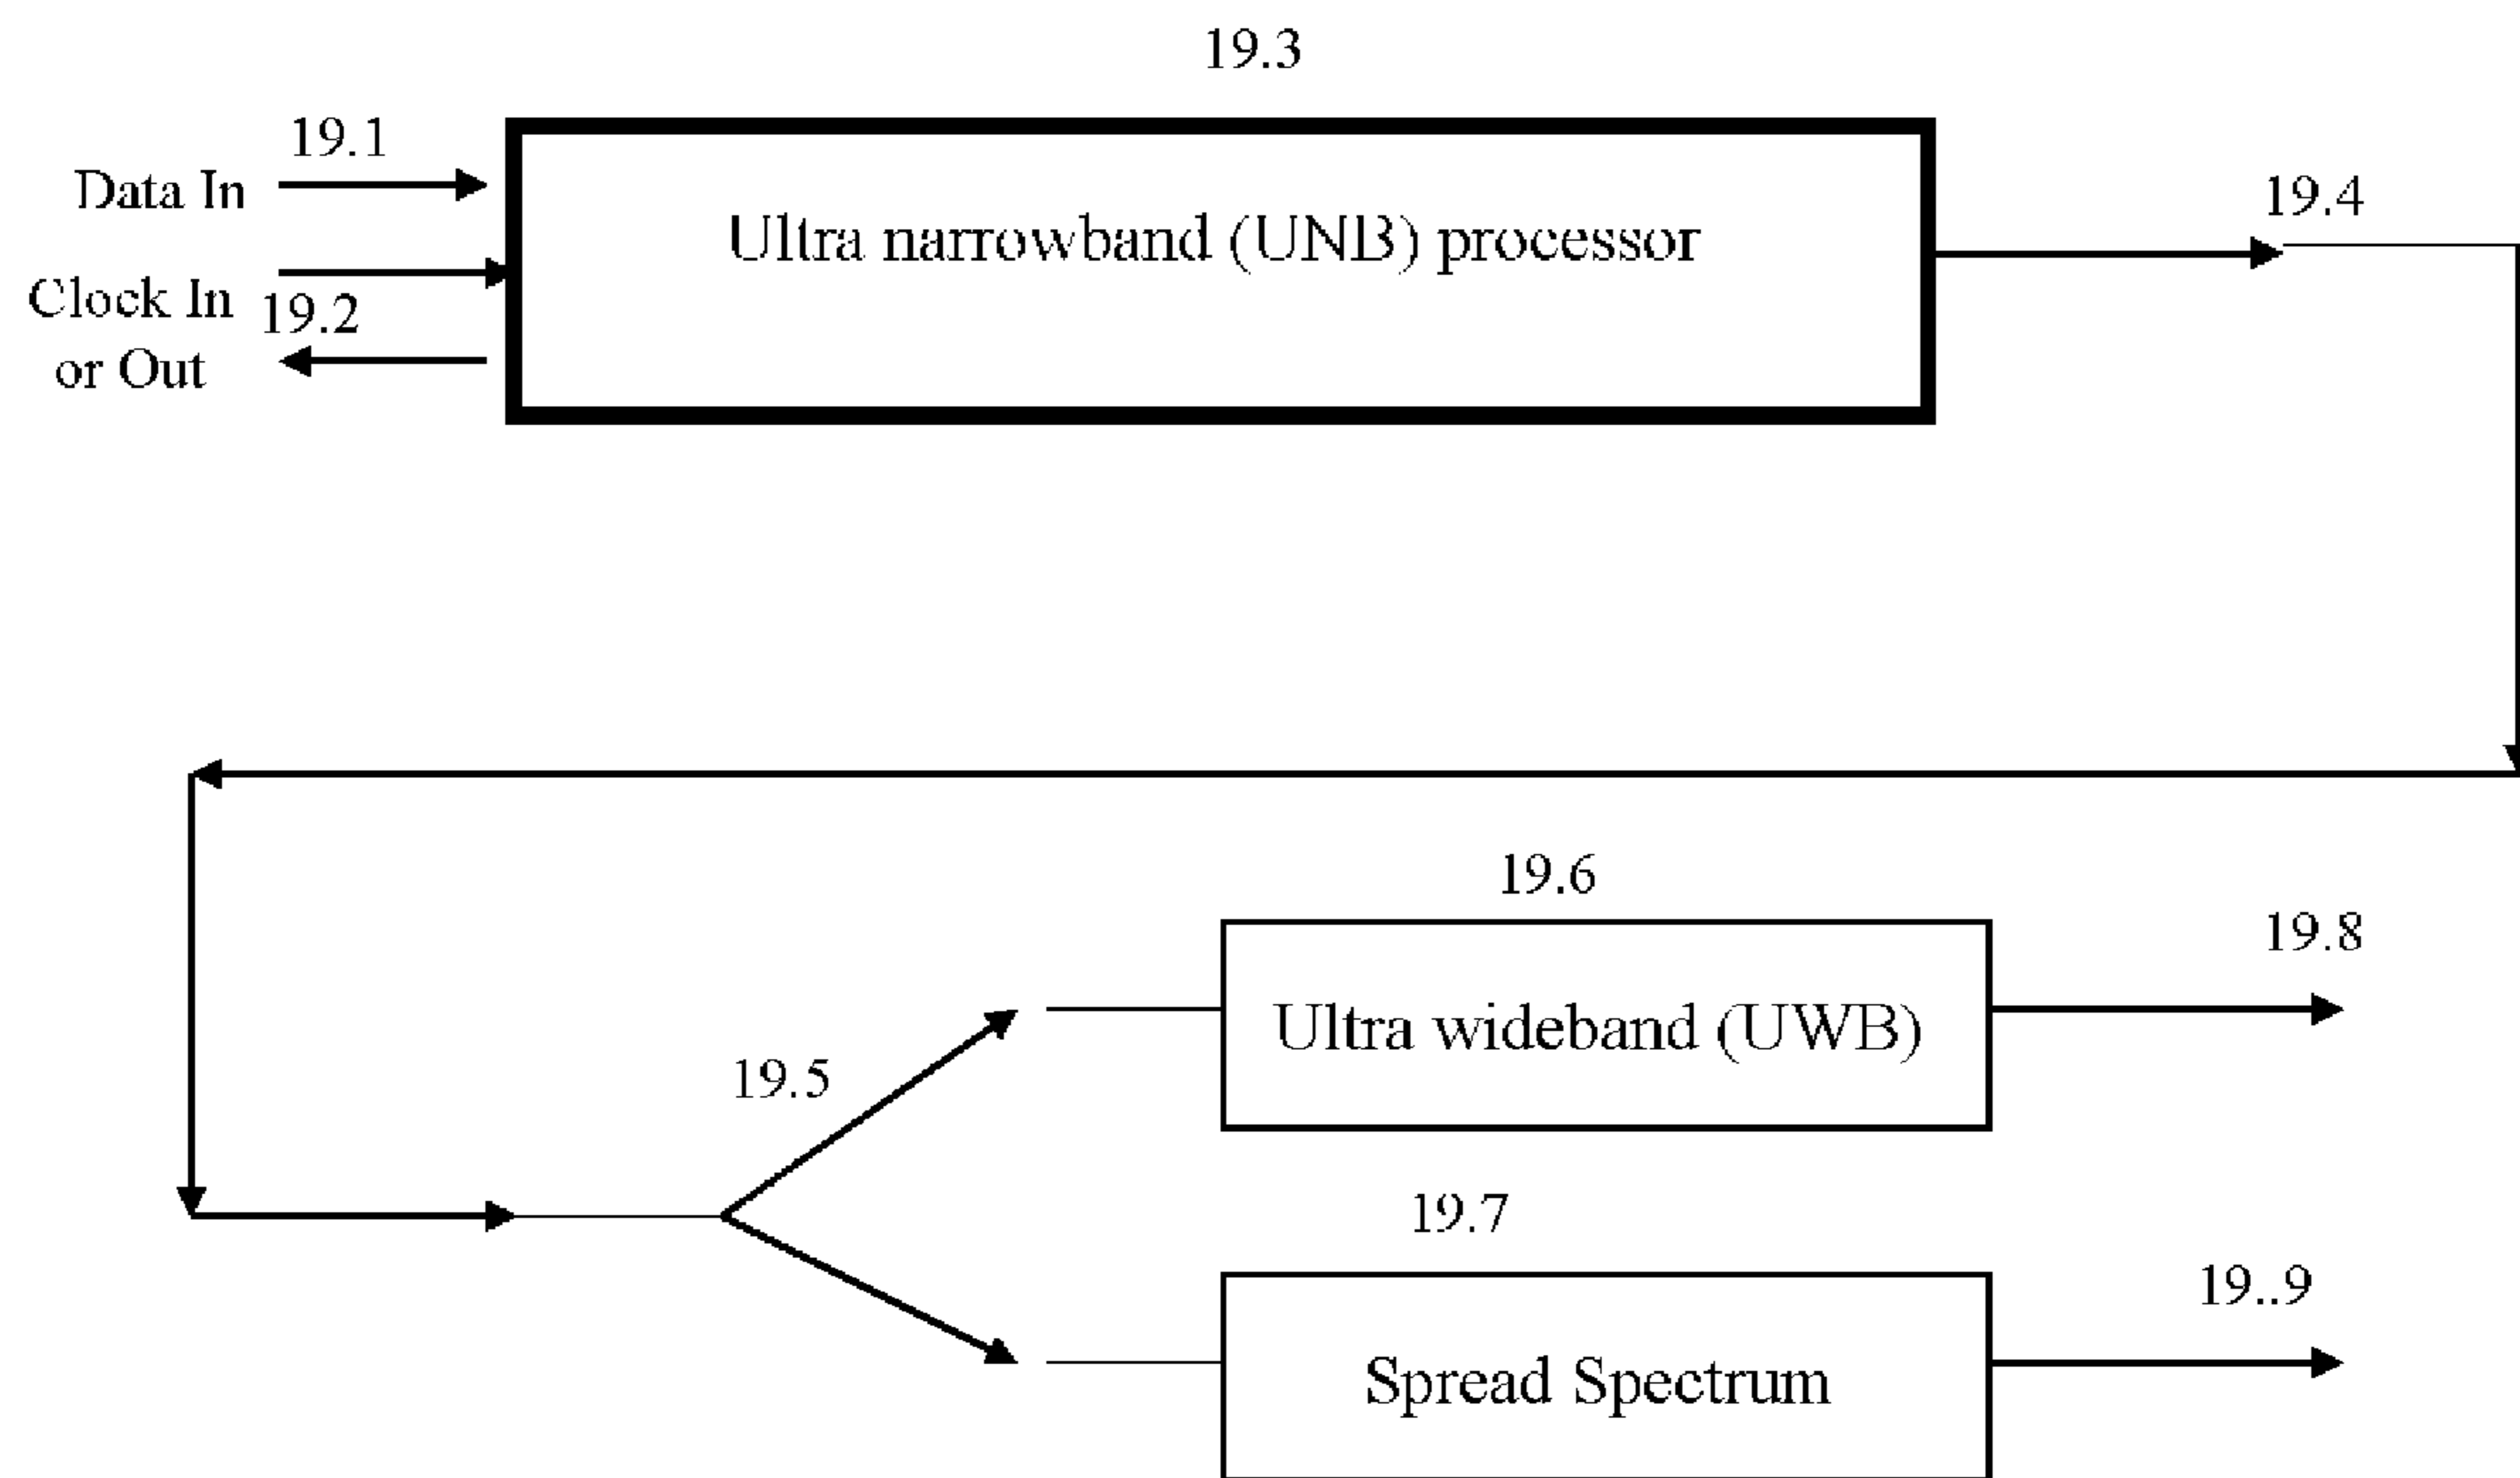 19.3
19.1
Data In
Ultra narrowband (UNB) processor
19.4
Clock In
19.2
or Out
19.6
19.8
Ultra wideband (UWB)
19.5
19.7
19..9
Spread Spectrum